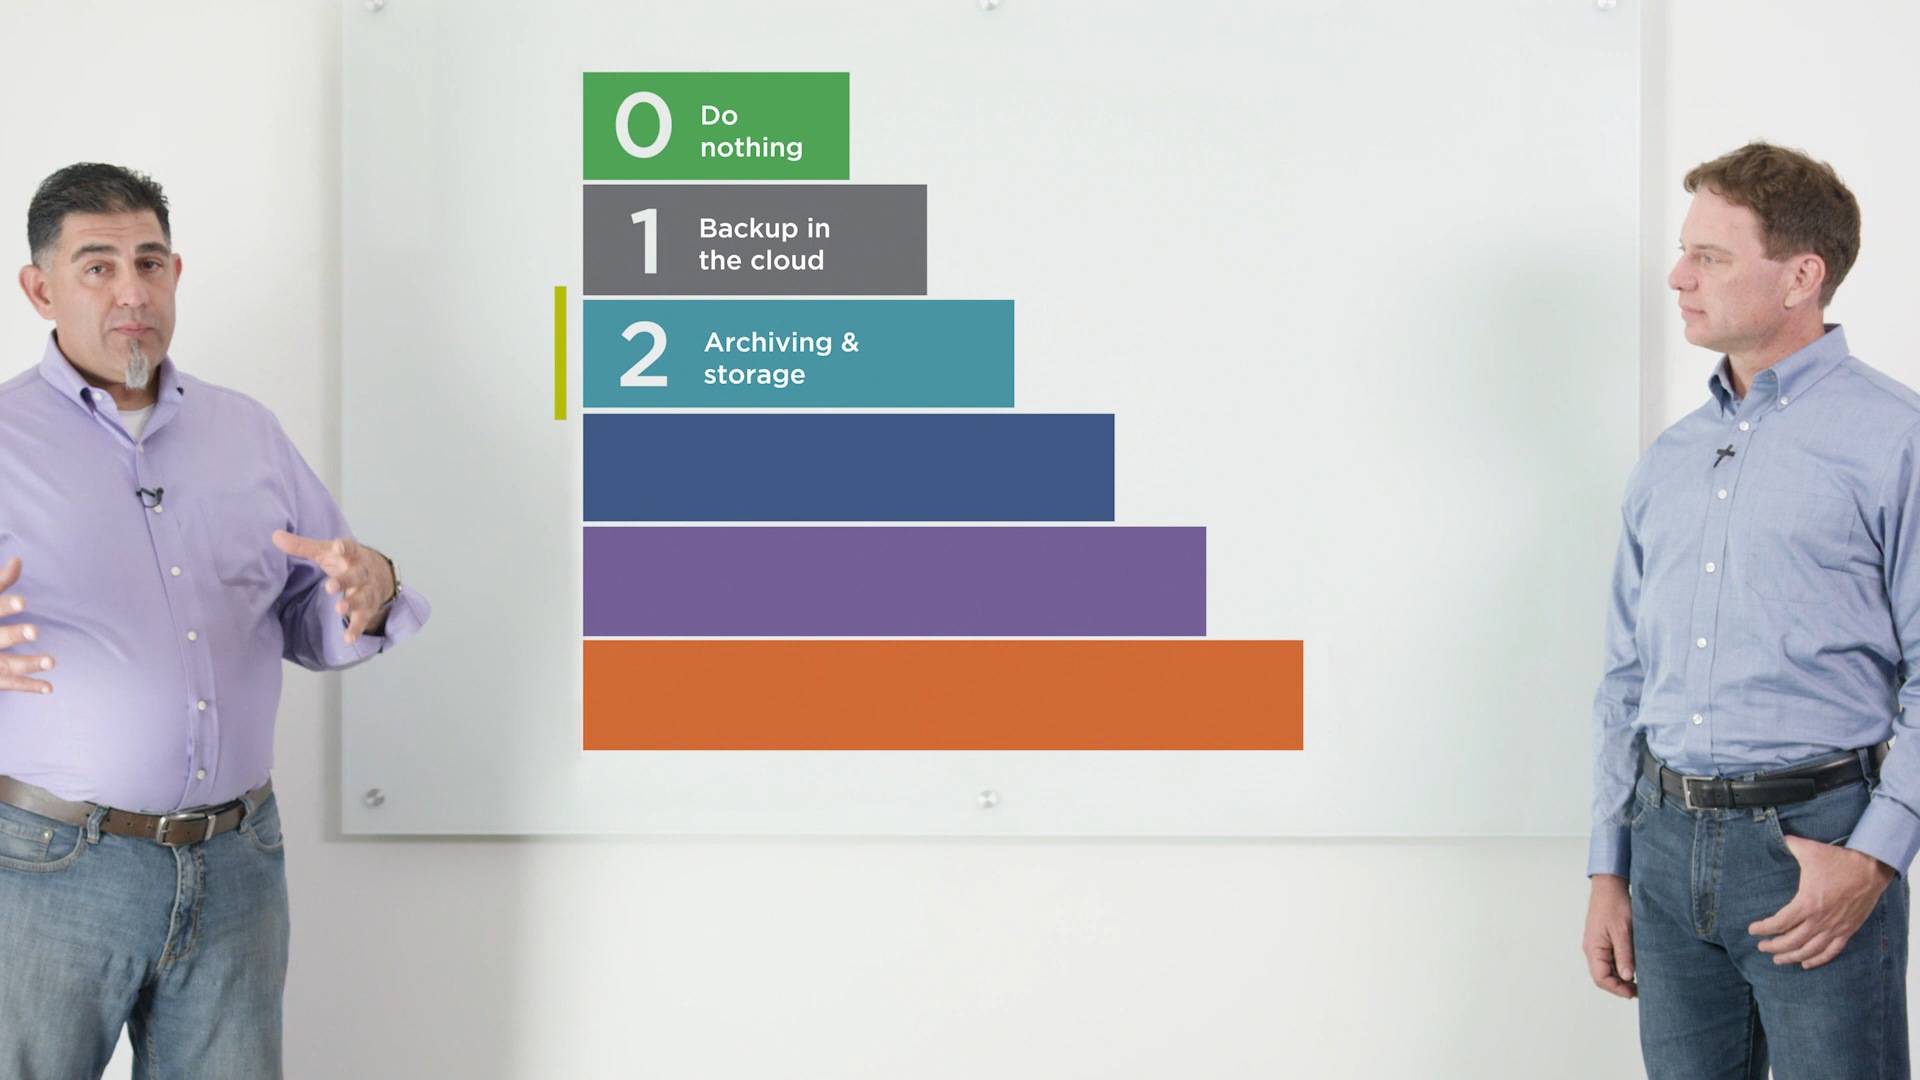 0
Do
nothing
1
Backup in
the cloud
2
Archiving &
storage